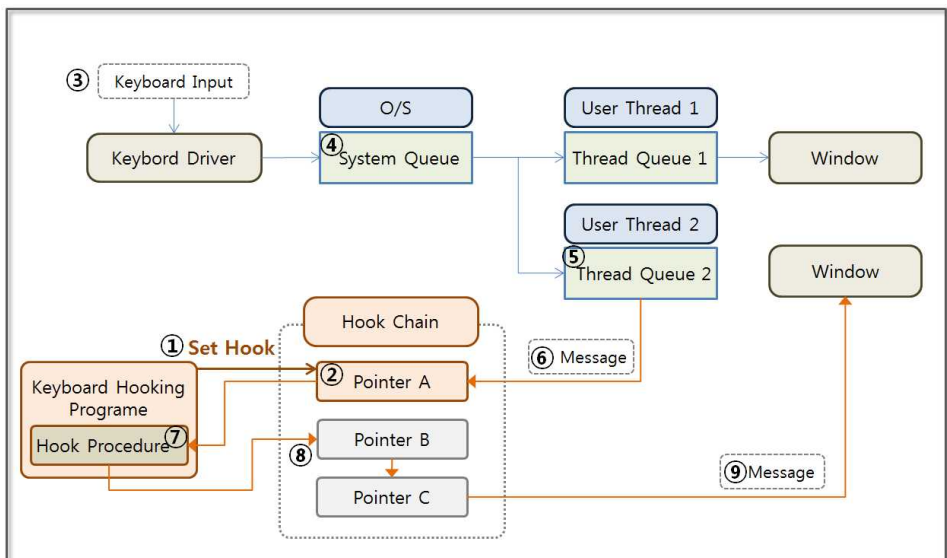 ③ Keyboard Input
O/S
User Thread 1
Keybord Driver
④ System Queue
Thread Queue 1
Window
User Thread 2
⑤ Thread Queue 2
Window
Hook Chain
① Set Hook
⑥ Message
Keyboard Hooking
Programe
② Pointer A
Hook Procedure ⑦
⑧
Pointer B
Pointer C
⑨ Message